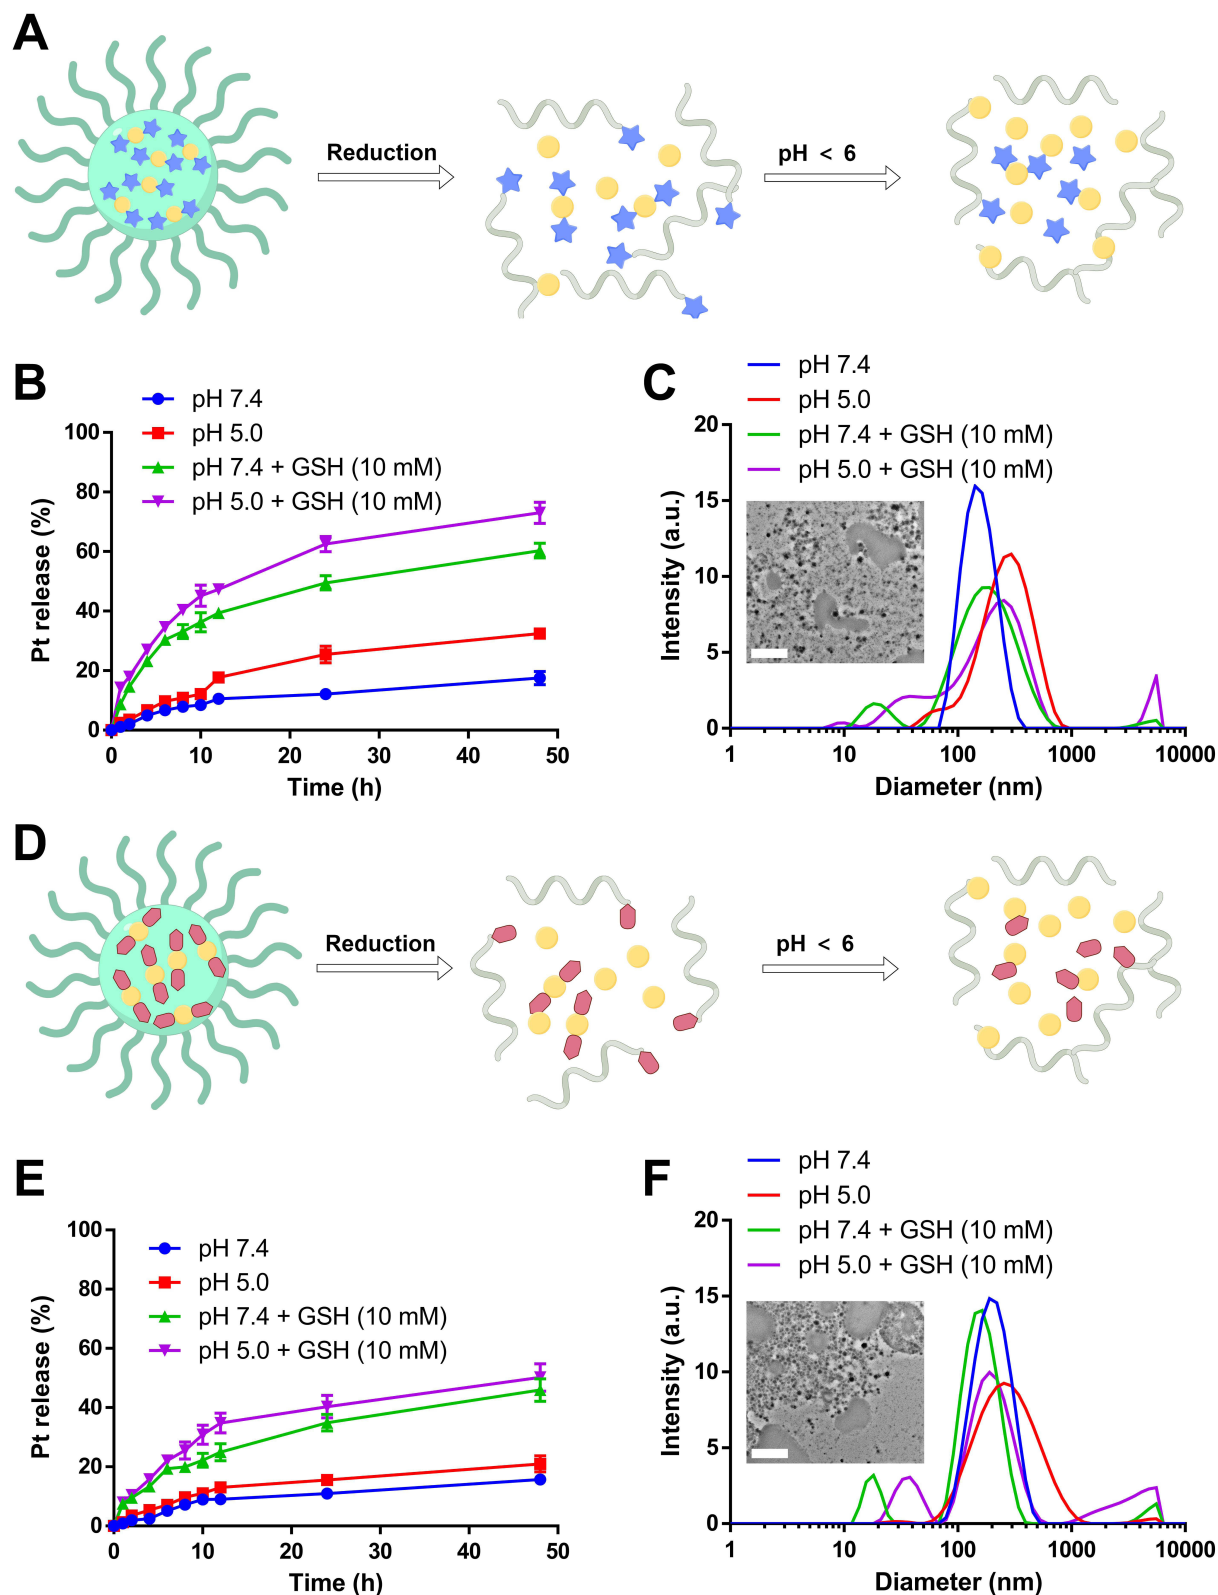 A
Reduction
pH < 6
B
pH 7.4
pH 5.0
pH 7.4 + GSH (10 mM)
pH 5.0 + GSH (10 mM)
100
80
60
40
20
0
Pt release (%)
0 10 20 30 40 50
Time (h)
C
pH 7.4
pH 5.0
pH 7.4 + GSH (10 mM)
pH 5.0 + GSH (10 mM)
20
15
10
5
0
Intensity (a.u.)
1 10 100 1000 10000
Diameter (nm)
D
Reduction
pH < 6
E
pH 7.4
pH 5.0
pH 7.4 + GSH (10 mM)
pH 5.0 + GSH (10 mM)
100
80
60
40
20
0
Pt release (%)
0 10 20 30 40 50
Time (h)
F
pH 7.4
pH 5.0
pH 7.4 + GSH (10 mM)
pH 5.0 + GSH (10 mM)
20
15
10
5
0
Intensity (a.u.)
1 10 100 1000 10000
Diameter (nm)